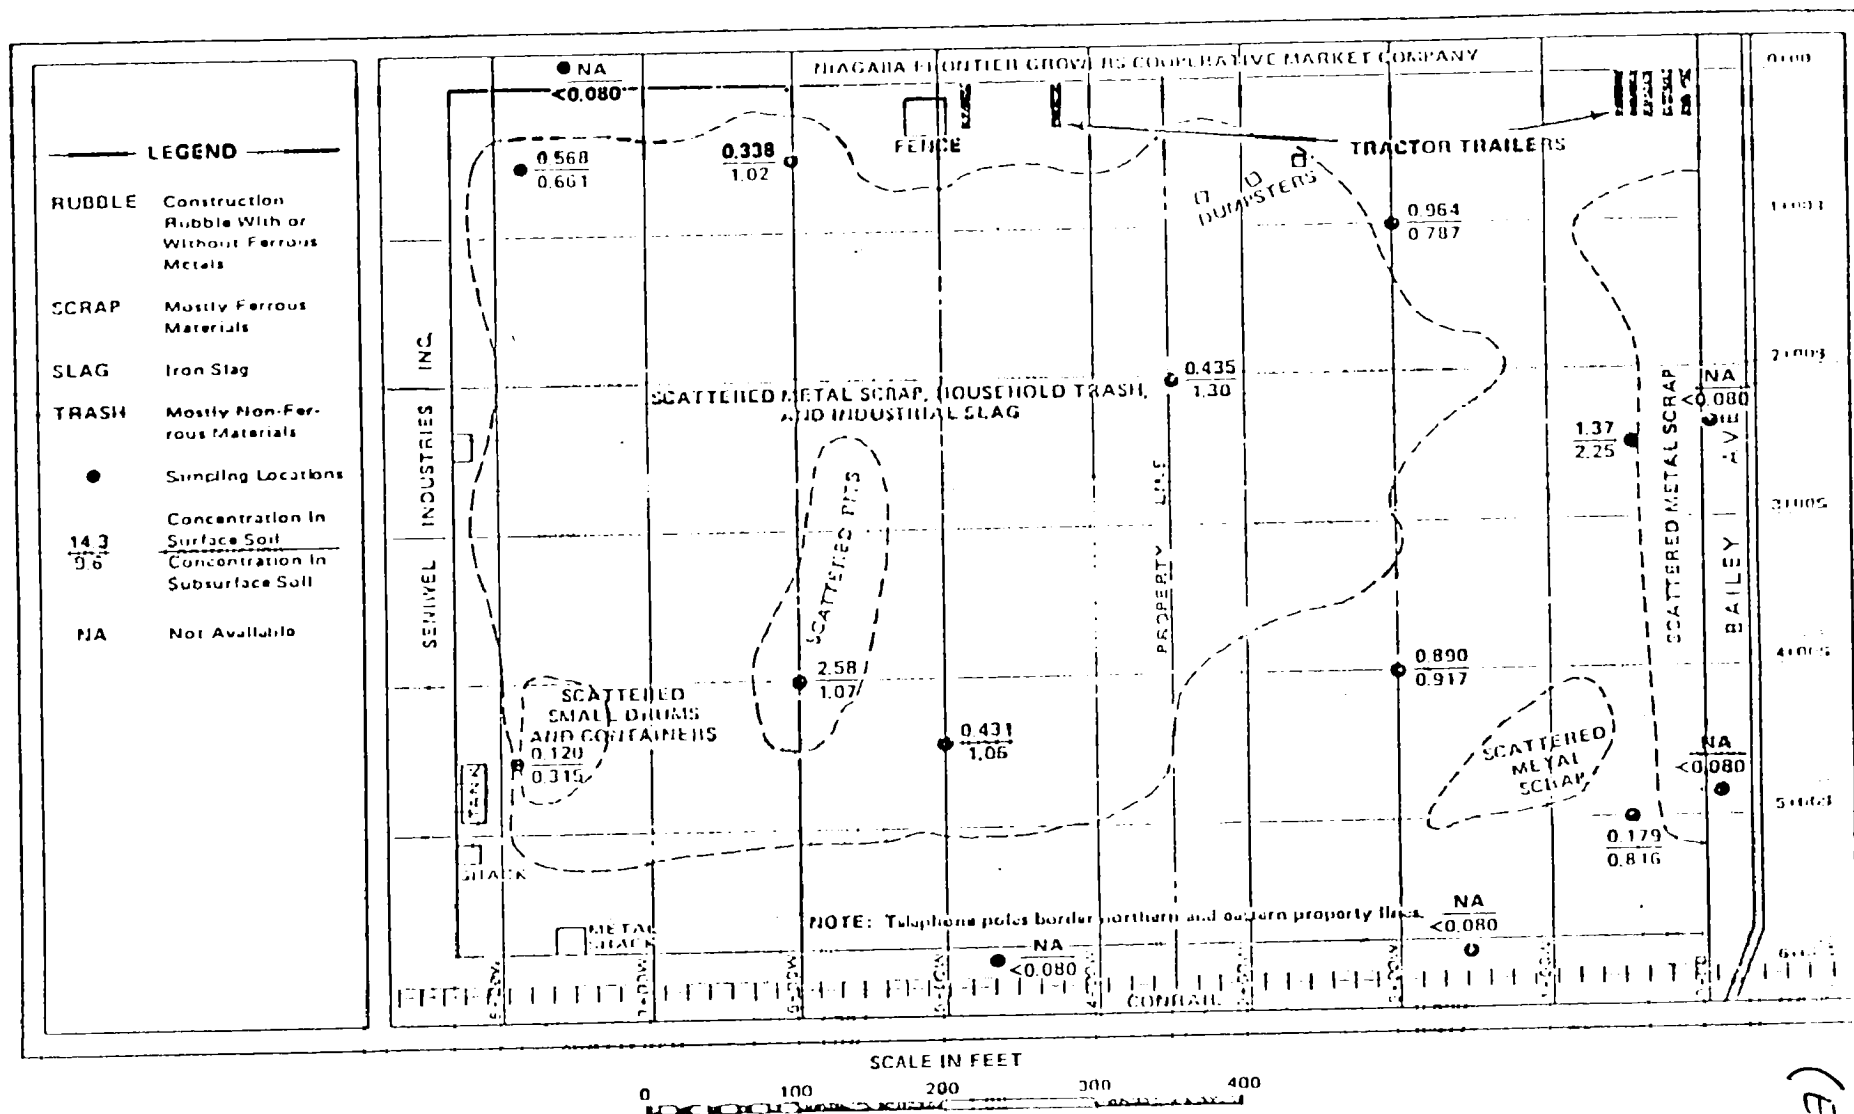 LEGEND
RUBBLE Construction
Rubble With or
Without Ferrous
Metals
SCRAP Mostly Ferrous
Materials
SLAG Iron Slag
TRASH Mostly Non-Fer-
rous Materials
Sampling Locations
14.3
9.6
Concentration In
Surface Soil
Concentration In
Subsurface Soil
NA Not Available
NIAGARA FRONTIER GROWERS COOPERATIVE MARKET COMPANY
NA
<0.080
FENCE
TRACTOR TRAILERS
DUMPSTERS
0.568
0.661
0.338
1.02
0.964
0.787
SENIWEL INDUSTRIES INC.
SCATTERED METAL SCRAP, HOUSEHOLD TRASH,
AND INDUSTRIAL SLAG
0.435
1.30
NA
<0.080
1.37
2.25
SCATTERED PITS
PROPERTY LINE
SCATTERED METAL SCRAP
BAILEY AVE
2.58
1.07
0.890
0.917
SCATTERED
SMALL DRUMS
AND CONTAINERS
0.120
0.315
0.431
1.06
SCATTERED
METAL
SCRAP
NA
<0.080
TANK
SHACK
0.179
0.816
NOTE: Telephone poles border northern and eastern property lines.
NA
<0.080
METAL
SHACK
NA
<0.080
CONRAIL
SCALE IN FEET
0 100 200 300 400